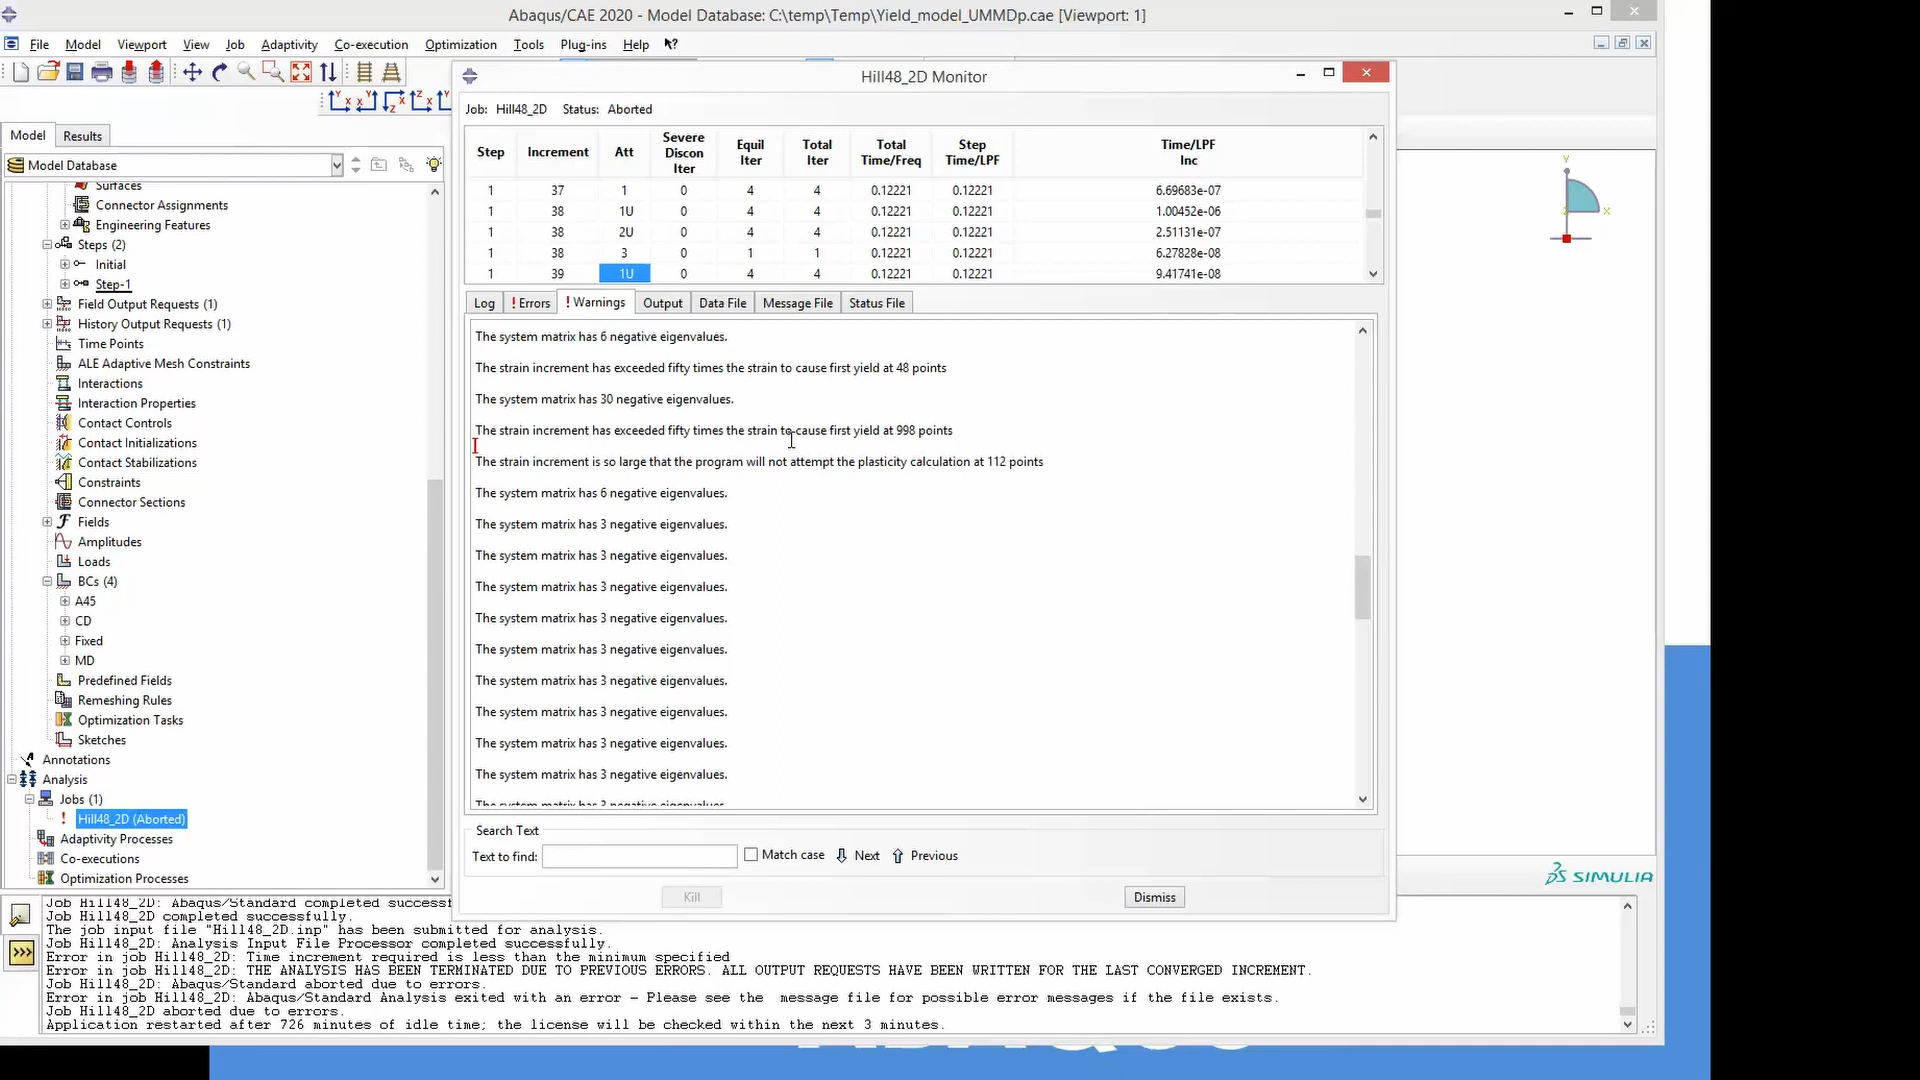 Abaqus/CAE 2020 - Model Database: C:\temp\Temp\Yield_model_UMMDp.cae [Viewport: 1]
File Model Viewport View Job Adaptivity Co-execution Optimization Tools Plug-ins Help
Hill48_2D Monitor
Job: Hill48_2D Status: Aborted
Step Increment Att Severe Discon Iter Equil Iter Total Iter Total Time/Freq Step Time/LPF Time/LPF Inc
1 37 1 0 4 4 0.12221 0.12221 6.69683e-07
1 38 1U 0 4 4 0.12221 0.12221 1.00452e-06
1 38 2U 0 4 4 0.12221 0.12221 2.51131e-07
1 38 3 0 1 1 0.12221 0.12221 6.27828e-08
1 39 1U 0 4 4 0.12221 0.12221 9.41741e-08
Log ! Errors ! Warnings Output Data File Message File Status File
The system matrix has 6 negative eigenvalues.
The strain increment has exceeded fifty times the strain to cause first yield at 48 points
The system matrix has 30 negative eigenvalues.
The strain increment has exceeded fifty times the strain to cause first yield at 998 points
The strain increment is so large that the program will not attempt the plasticity calculation at 112 points
The system matrix has 6 negative eigenvalues.
The system matrix has 3 negative eigenvalues.
The system matrix has 3 negative eigenvalues.
The system matrix has 3 negative eigenvalues.
The system matrix has 3 negative eigenvalues.
The system matrix has 3 negative eigenvalues.
The system matrix has 3 negative eigenvalues.
The system matrix has 3 negative eigenvalues.
The system matrix has 3 negative eigenvalues.
The system matrix has 3 negative eigenvalues.
The system matrix has 3 negative eigenvalues.
Search Text
Text to find: Match case Next Previous
Kill Dismiss
Model Results
Model Database
Surfaces
Connector Assignments
Engineering Features
Steps (2)
Initial
Step-1
Field Output Requests (1)
History Output Requests (1)
Time Points
ALE Adaptive Mesh Constraints
Interactions
Interaction Properties
Contact Controls
Contact Initializations
Contact Stabilizations
Constraints
Connector Sections
Fields
Amplitudes
Loads
BCs (4)
A45
CD
Fixed
MD
Predefined Fields
Remeshing Rules
Optimization Tasks
Sketches
Annotations
Analysis
Jobs (1)
Hill48_2D (Aborted)
Adaptivity Processes
Co-executions
Optimization Processes
Y
X
SIMULIA
Job Hill48_2D: Abaqus/Standard completed successf
Job Hill48_2D completed successfully.
The job input file "Hill48_2D.inp" has been submitted for analysis.
Job Hill48_2D: Analysis Input File Processor completed successfully.
Error in job Hill48_2D: Time increment required is less than the minimum specified
Error in job Hill48_2D: THE ANALYSIS HAS BEEN TERMINATED DUE TO PREVIOUS ERRORS. ALL OUTPUT REQUESTS HAVE BEEN WRITTEN FOR THE LAST CONVERGED INCREMENT.
Job Hill48_2D: Abaqus/Standard aborted due to errors.
Error in job Hill48_2D: Abaqus/Standard Analysis exited with an error - Please see the message file for possible error messages if the file exists.
Job Hill48_2D aborted due to errors.
Application restarted after 726 minutes of idle time; the license will be checked within the next 3 minutes.